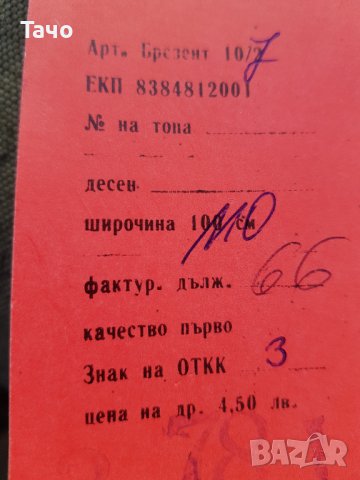 Тачо
Арт. Брезент 10/7
ЕКП 8384812001
№ на топа
десен
широчина 100 см 110
фактур. дълж. 66
качество първо
Знак на ОТКК 3
цена на др. 4,50 лв.
BAZAR